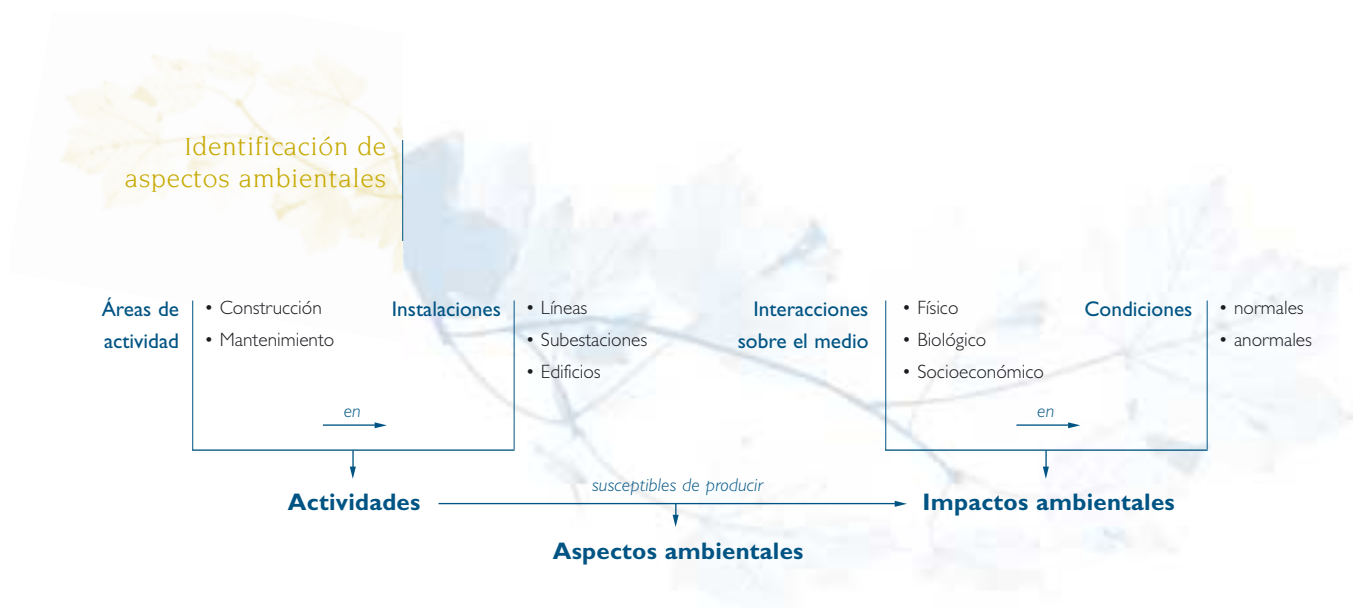 Identificación de
aspectos ambientales
Áreas de
actividad
• Construcción
• Mantenimiento
Instalaciones
• Líneas
• Subestaciones
• Edificios
Interacciones
sobre el medio
• Físico
• Biológico
• Socioeconómico
Condiciones
• normales
• anormales
en
en
Actividades
susceptibles de producir
Impactos ambientales
Aspectos ambientales